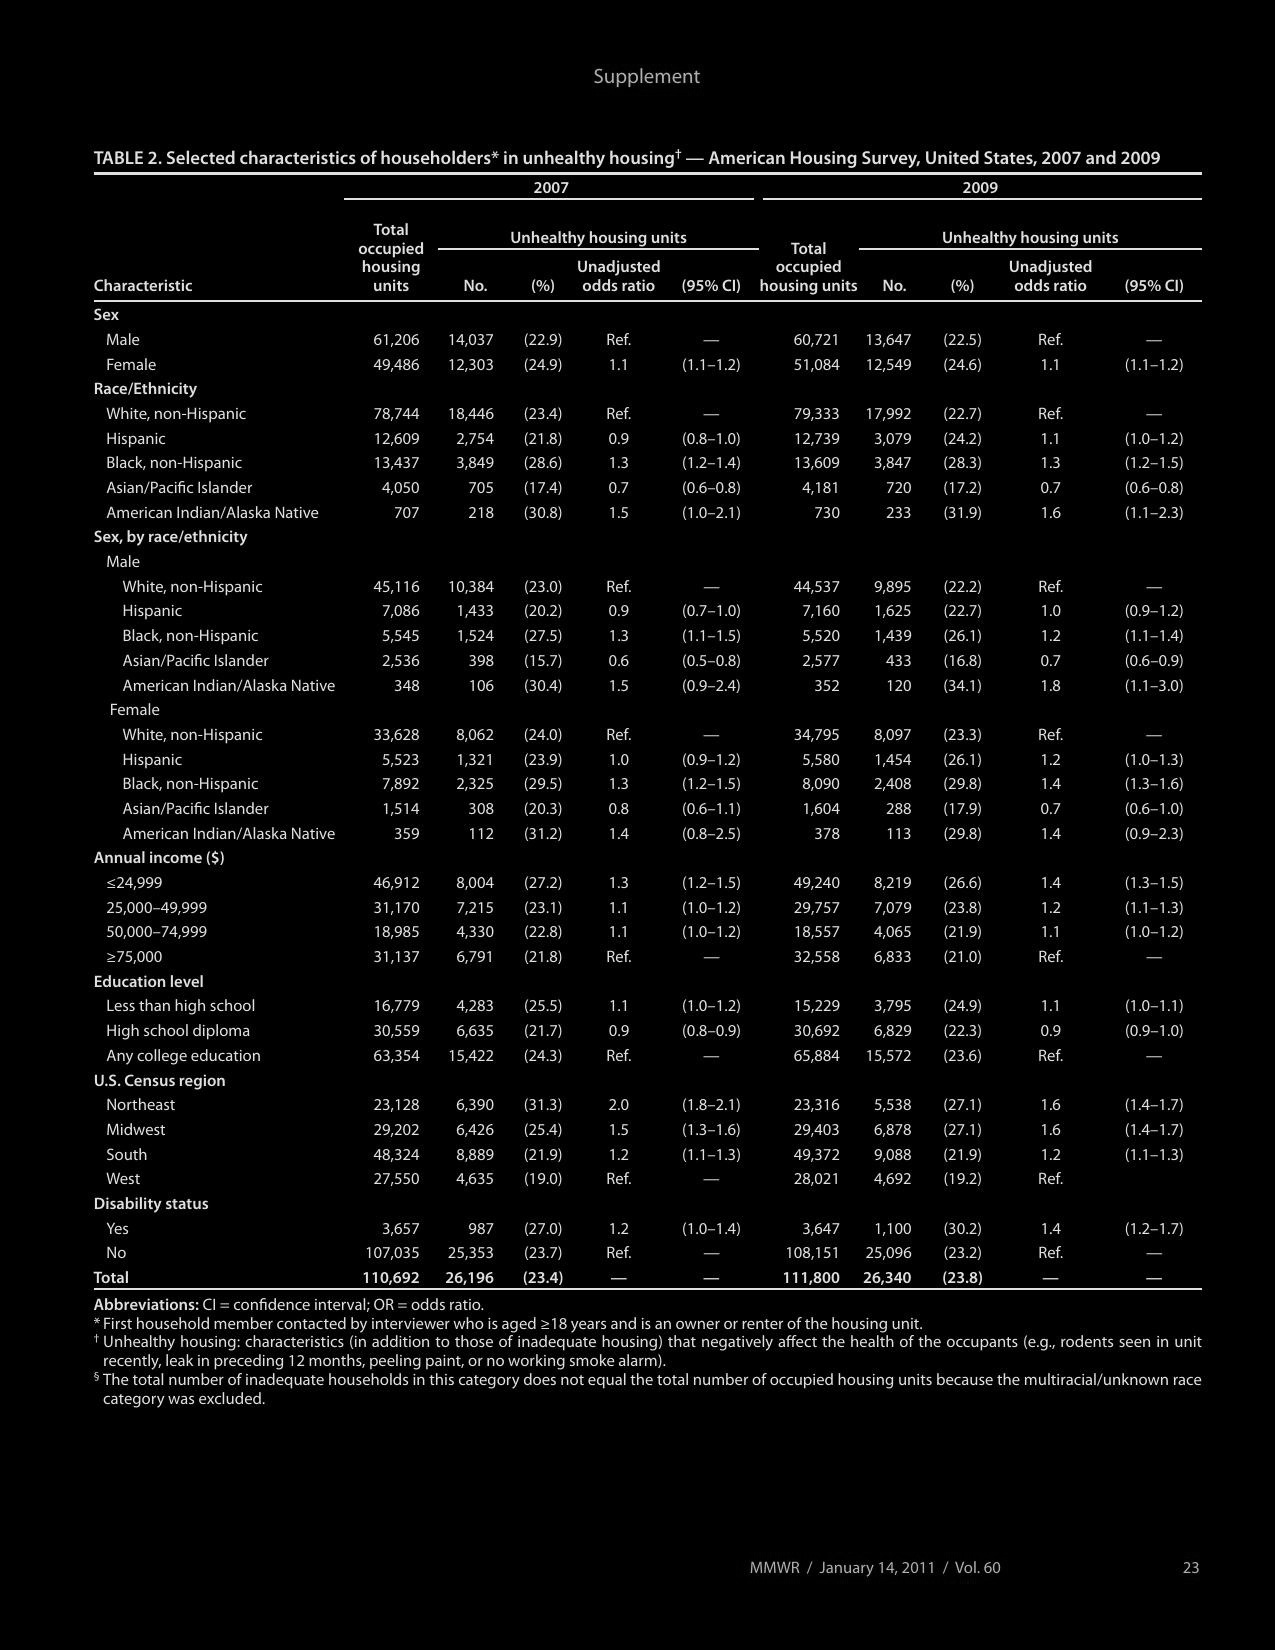 Supplement
TABLE 2. Selected characteristics of householders* in unhealthy housing† — American Housing Survey, United States, 2007 and 2009
2007 2009
Total occupied housing units Unhealthy housing units Total occupied housing units Unhealthy housing units
Characteristic No. (%) Unadjusted odds ratio (95% CI) No. (%) Unadjusted odds ratio (95% CI)
Sex
Male 61,206 14,037 (22.9) Ref. — 60,721 13,647 (22.5) Ref. —
Female 49,486 12,303 (24.9) 1.1 (1.1–1.2) 51,084 12,549 (24.6) 1.1 (1.1–1.2)
Race/Ethnicity
White, non-Hispanic 78,744 18,446 (23.4) Ref. — 79,333 17,992 (22.7) Ref. —
Hispanic 12,609 2,754 (21.8) 0.9 (0.8–1.0) 12,739 3,079 (24.2) 1.1 (1.0–1.2)
Black, non-Hispanic 13,437 3,849 (28.6) 1.3 (1.2–1.4) 13,609 3,847 (28.3) 1.3 (1.2–1.5)
Asian/Pacific Islander 4,050 705 (17.4) 0.7 (0.6–0.8) 4,181 720 (17.2) 0.7 (0.6–0.8)
American Indian/Alaska Native 707 218 (30.8) 1.5 (1.0–2.1) 730 233 (31.9) 1.6 (1.1–2.3)
Sex, by race/ethnicity
Male
White, non-Hispanic 45,116 10,384 (23.0) Ref. — 44,537 9,895 (22.2) Ref. —
Hispanic 7,086 1,433 (20.2) 0.9 (0.7–1.0) 7,160 1,625 (22.7) 1.0 (0.9–1.2)
Black, non-Hispanic 5,545 1,524 (27.5) 1.3 (1.1–1.5) 5,520 1,439 (26.1) 1.2 (1.1–1.4)
Asian/Pacific Islander 2,536 398 (15.7) 0.6 (0.5–0.8) 2,577 433 (16.8) 0.7 (0.6–0.9)
American Indian/Alaska Native 348 106 (30.4) 1.5 (0.9–2.4) 352 120 (34.1) 1.8 (1.1–3.0)
Female
White, non-Hispanic 33,628 8,062 (24.0) Ref. — 34,795 8,097 (23.3) Ref. —
Hispanic 5,523 1,321 (23.9) 1.0 (0.9–1.2) 5,580 1,454 (26.1) 1.2 (1.0–1.3)
Black, non-Hispanic 7,892 2,325 (29.5) 1.3 (1.2–1.5) 8,090 2,408 (29.8) 1.4 (1.3–1.6)
Asian/Pacific Islander 1,514 308 (20.3) 0.8 (0.6–1.1) 1,604 288 (17.9) 0.7 (0.6–1.0)
American Indian/Alaska Native 359 112 (31.2) 1.4 (0.8–2.5) 378 113 (29.8) 1.4 (0.9–2.3)
Annual income ($)
≤24,999 46,912 8,004 (27.2) 1.3 (1.2–1.5) 49,240 8,219 (26.6) 1.4 (1.3–1.5)
25,000–49,999 31,170 7,215 (23.1) 1.1 (1.0–1.2) 29,757 7,079 (23.8) 1.2 (1.1–1.3)
50,000–74,999 18,985 4,330 (22.8) 1.1 (1.0–1.2) 18,557 4,065 (21.9) 1.1 (1.0–1.2)
≥75,000 31,137 6,791 (21.8) Ref. — 32,558 6,833 (21.0) Ref. —
Education level
Less than high school 16,779 4,283 (25.5) 1.1 (1.0–1.2) 15,229 3,795 (24.9) 1.1 (1.0–1.1)
High school diploma 30,559 6,635 (21.7) 0.9 (0.8–0.9) 30,692 6,829 (22.3) 0.9 (0.9–1.0)
Any college education 63,354 15,422 (24.3) Ref. — 65,884 15,572 (23.6) Ref. —
U.S. Census region
Northeast 23,128 6,390 (31.3) 2.0 (1.8–2.1) 23,316 5,538 (27.1) 1.6 (1.4–1.7)
Midwest 29,202 6,426 (25.4) 1.5 (1.3–1.6) 29,403 6,878 (27.1) 1.6 (1.4–1.7)
South 48,324 8,889 (21.9) 1.2 (1.1–1.3) 49,372 9,088 (21.9) 1.2 (1.1–1.3)
West 27,550 4,635 (19.0) Ref. — 28,021 4,692 (19.2) Ref.
Disability status
Yes 3,657 987 (27.0) 1.2 (1.0–1.4) 3,647 1,100 (30.2) 1.4 (1.2–1.7)
No 107,035 25,353 (23.7) Ref. — 108,151 25,096 (23.2) Ref. —
Total 110,692 26,196 (23.4) — — 111,800 26,340 (23.8) — —
Abbreviations: CI = confidence interval; OR = odds ratio.
* First household member contacted by interviewer who is aged ≥18 years and is an owner or renter of the housing unit.
† Unhealthy housing: characteristics (in addition to those of inadequate housing) that negatively affect the health of the occupants (e.g., rodents seen in unit
recently, leak in preceding 12 months, peeling paint, or no working smoke alarm).
§ The total number of inadequate households in this category does not equal the total number of occupied housing units because the multiracial/unknown race
category was excluded.
MMWR / January 14, 2011 / Vol. 60 23